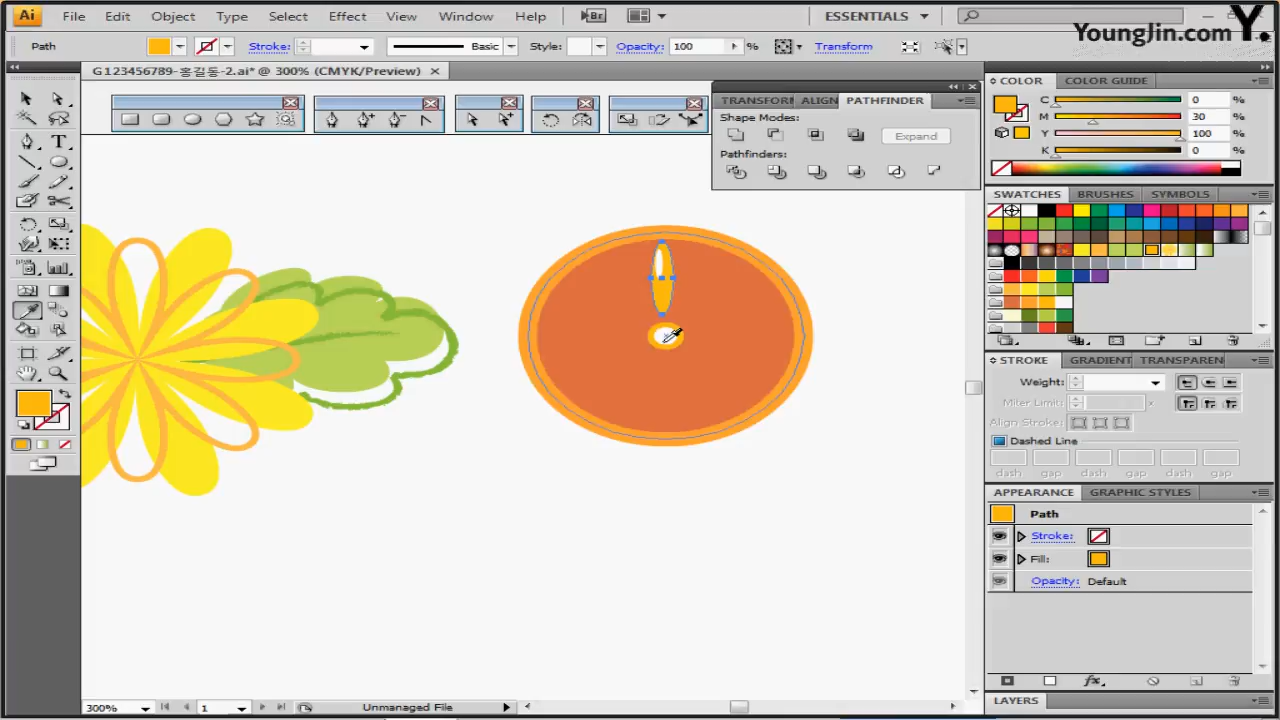 Ai File Edit Object Type Select Effect View Window Help Br ESSENTIALS
YoungJin.com Y.
Path Stroke: Basic Style: Opacity: 100 % Transform
G123456789-홍길동-2.ai* @ 300% (CMYK/Preview)
TRANSFORM ALIGN PATHFINDER
Shape Modes:
Expand
Pathfinders:
COLOR COLOR GUIDE
C 0 %
M 30 %
Y 100 %
K 0 %
SWATCHES BRUSHES SYMBOLS
STROKE GRADIENT TRANSPAREN
Weight:
Miter Limit: x
Align Stroke:
Dashed Line
dash gap dash gap dash gap
APPEARANCE GRAPHIC STYLES
Path
Stroke:
Fill:
Opacity: Default
fx
LAYERS
300% 1 Unmanaged File